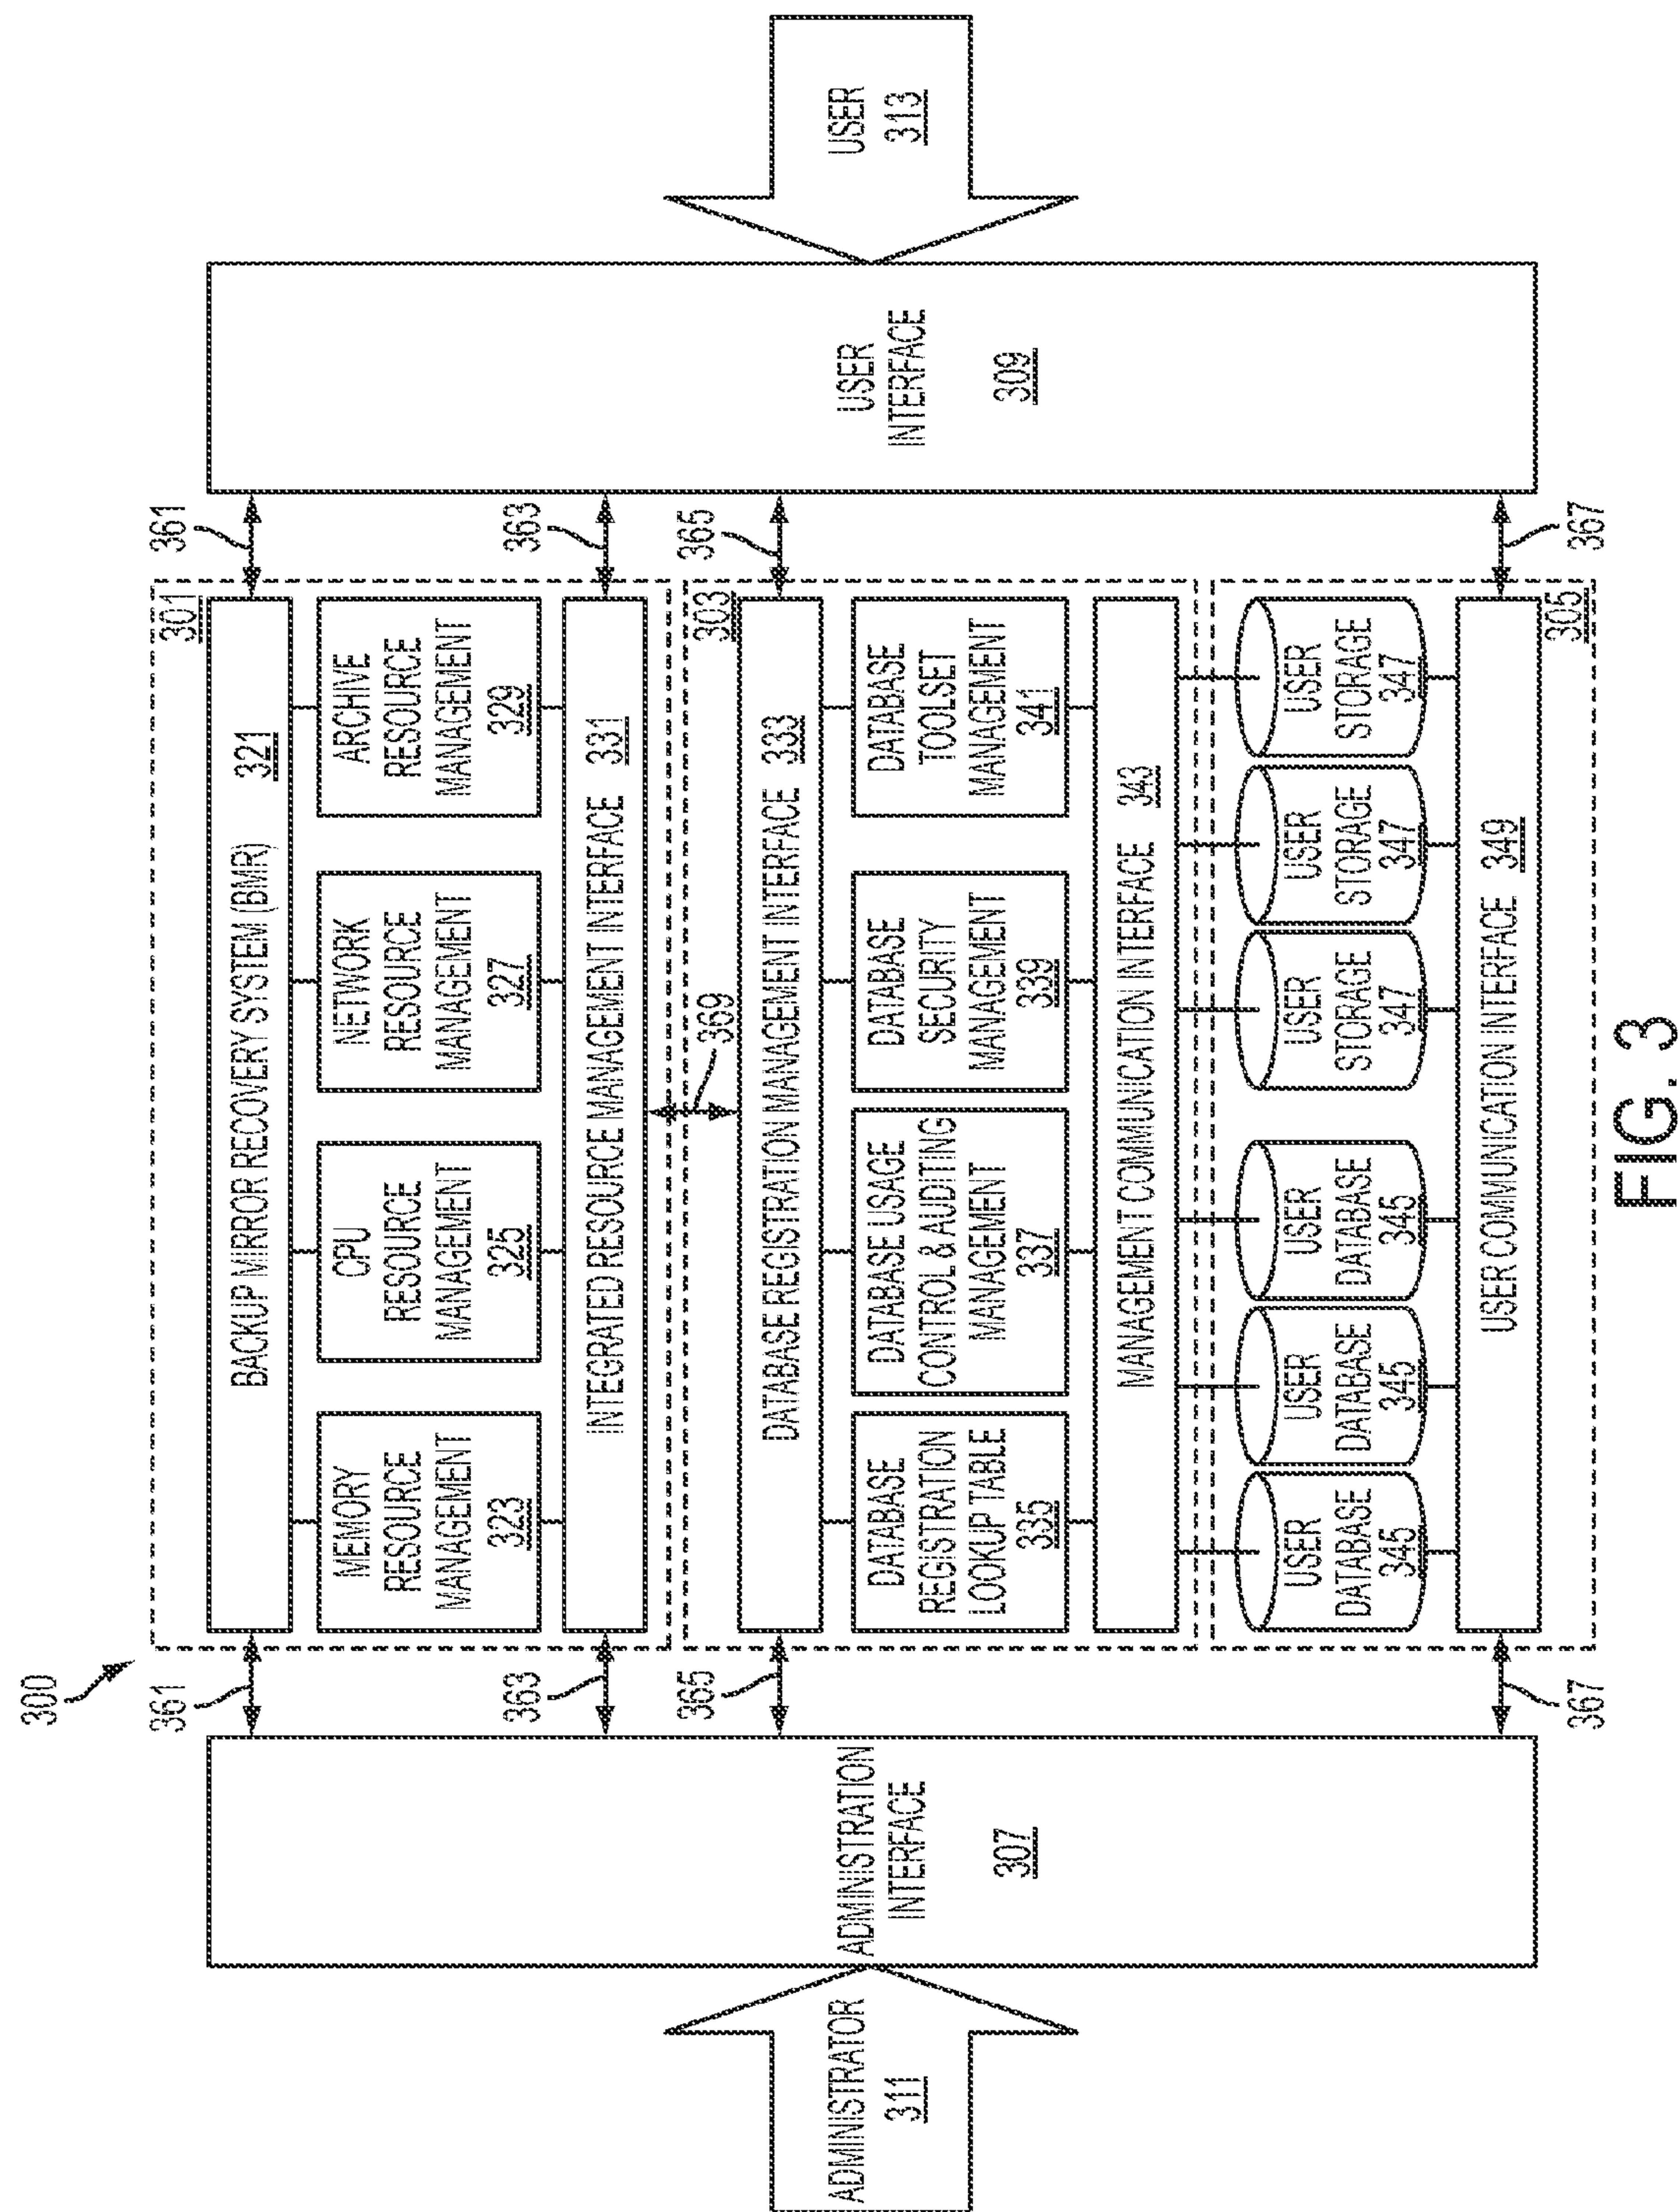 300
361
361
301
BACKUP MIRROR RECOVERY SYSTEM (BMR) 321
MEMORY
RESOURCE
MANAGEMENT
323
CPU
RESOURCE
MANAGEMENT
325
NETWORK
RESOURCE
MANAGEMENT
327
ARCHIVE
RESOURCE
MANAGEMENT
329
363
363
INTEGRATED RESOURCE MANAGEMENT INTERFACE 331
369
365
365
303
DATABASE REGISTRATION MANAGEMENT INTERFACE 333
ADMINISTRATOR
311
ADMINISTRATION
INTERFACE
307
DATABASE
REGISTRATION
LOOKUP TABLE
335
DATABASE USAGE
CONTROL & AUDITING
MANAGEMENT
337
DATABASE
SECURITY
MANAGEMENT
339
DATABASE
TOOLSET
MANAGEMENT
341
USER
INTERFACE
309
USER
313
MANAGEMENT COMMUNICATION INTERFACE 343
USER
DATABASE
345
USER
DATABASE
345
USER
DATABASE
345
USER
STORAGE
347
USER
STORAGE
347
USER
STORAGE
347
USER COMMUNICATION INTERFACE 349
305
367
367
FIG. 3